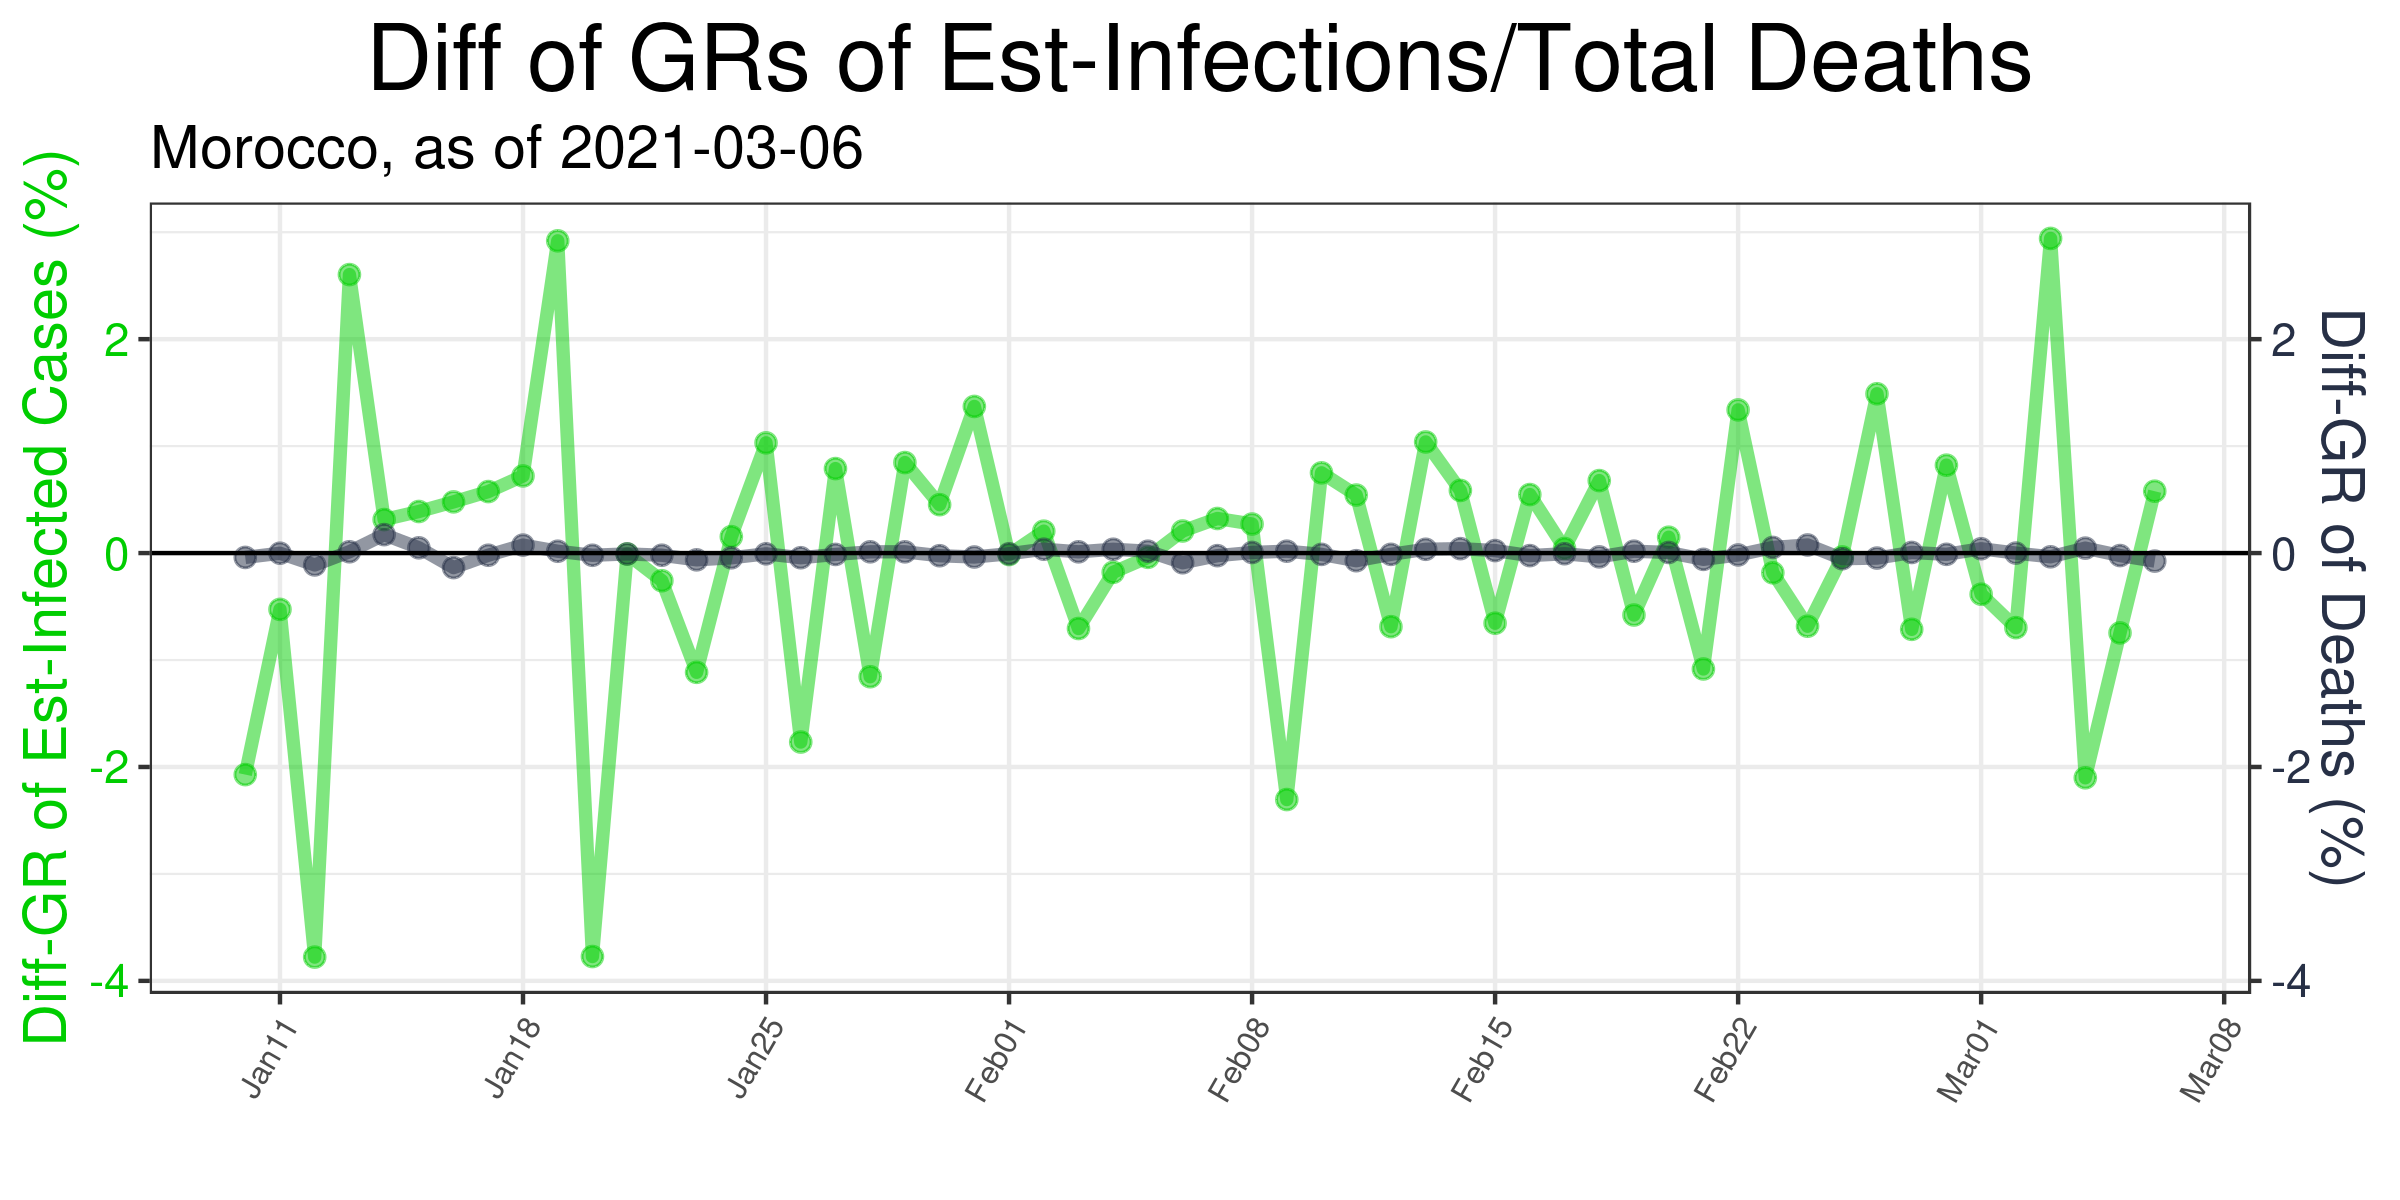 Diff of GRs of Est-Infections/Total Deaths
Morocco, as of 2021-03-06
Diff-GR of Est-Infected Cases (%)
2
0
-2
-4
2
0
-2
-4
Diff-GR of Deaths (%)
Jan11
Jan18
Jan25
Feb01
Feb08
Feb15
Feb22
Mar01
Mar08